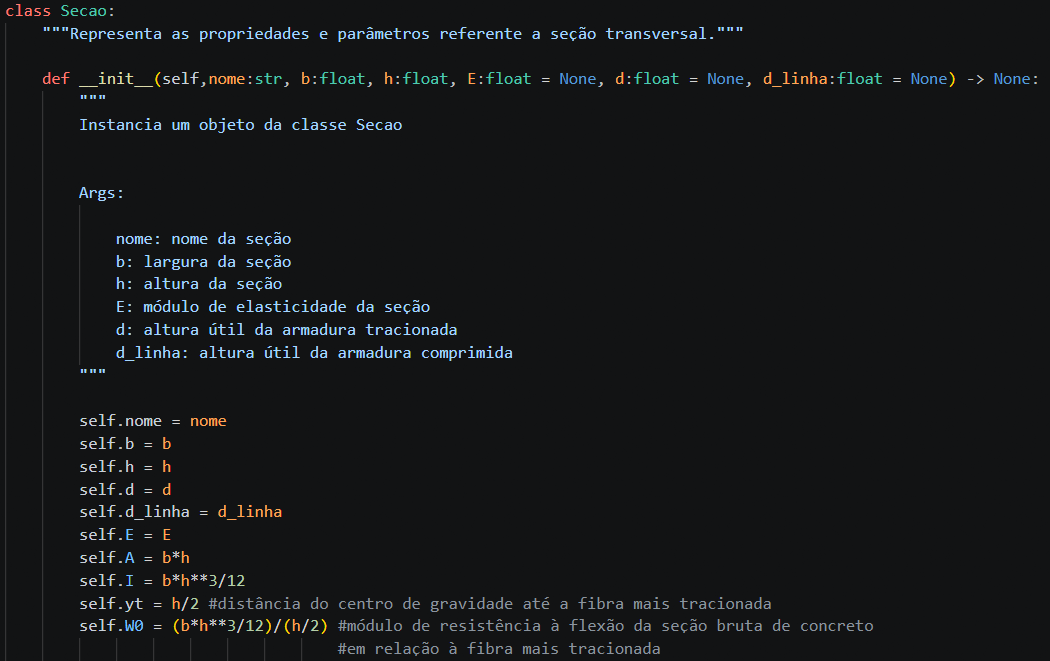 class Secao:
"""Representa as propriedades e parâmetros referente a seção transversal."""
def __init__(self,nome:str, b:float, h:float, E:float = None, d:float = None, d_linha:float = None) -> None:
"""
Instancia um objeto da classe Secao
Args:
nome: nome da seção
b: largura da seção
h: altura da seção
E: módulo de elasticidade da seção
d: altura útil da armadura tracionada
d_linha: altura útil da armadura comprimida
"""
self.nome = nome
self.b = b
self.h = h
self.d = d
self.d_linha = d_linha
self.E = E
self.A = b*h
self.I = b*h**3/12
self.yt = h/2 #distância do centro de gravidade até a fibra mais tracionada
self.W0 = (b*h**3/12)/(h/2) #módulo de resistência à flexão da seção bruta de concreto
#em relação à fibra mais tracionada